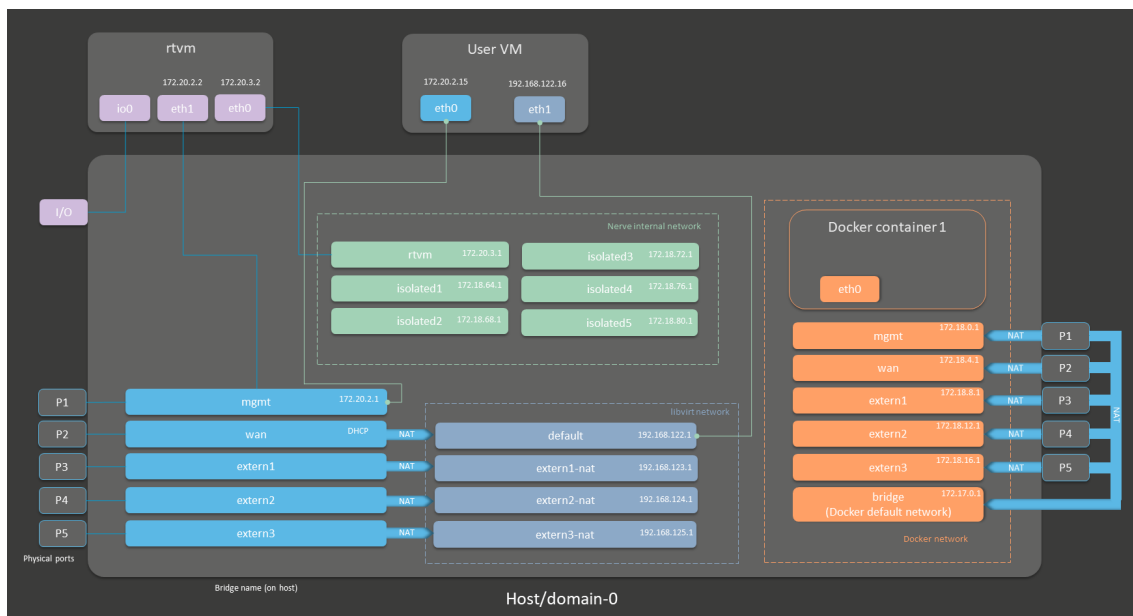 rtvm
User VM
172.20.2.2
172.20.3.2
172.20.2.15
192.168.122.16
io0
eth1
eth0
eth0
eth1
I/O
Nerve internal network
rtvm 172.20.3.1
isolated3 172.18.72.1
isolated1 172.18.64.1
isolated4 172.18.76.1
isolated2 172.18.68.1
isolated5 172.18.80.1
Docker container 1
eth0
mgmt 172.18.0.1
NAT
P1
wan 172.18.4.1
NAT
P2
extern1 172.18.8.1
NAT
P3
extern2 172.18.12.1
NAT
P4
extern3 172.18.16.1
NAT
P5
NAT
bridge 172.17.0.1
(Docker default network)
Docker network
P1
mgmt 172.20.2.1
libvirt network
P2
wan DHCP
NAT
default 192.168.122.1
P3
extern1
NAT
extern1-nat 192.168.123.1
P4
extern2
NAT
extern2-nat 192.168.124.1
P5
extern3
NAT
extern3-nat 192.168.125.1
Physical ports
Bridge name (on host)
Host/domain-0